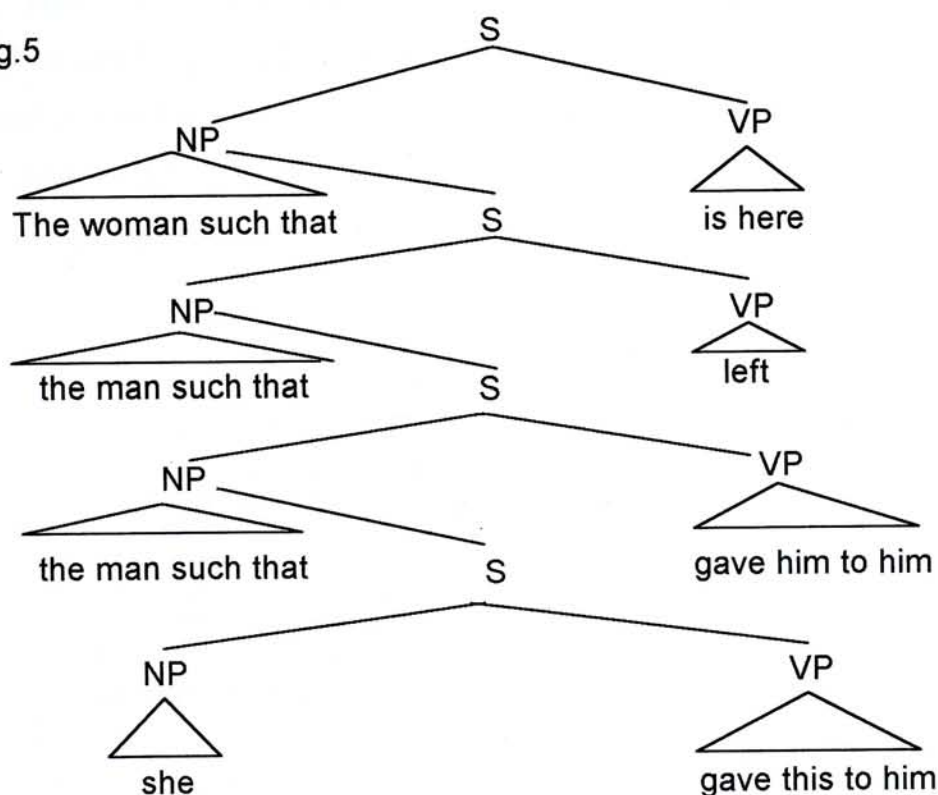 g.5
S
NP VP
The woman such that is here
S
NP VP
the man such that left
S
NP VP
the man such that gave him to him
S
NP VP
she gave this to him